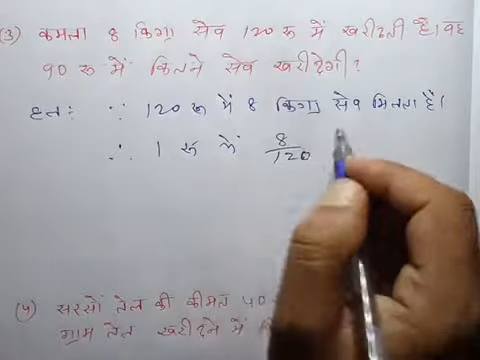 (3) कमला 8 किग्रा सेव 120 रू में खरीदती है। वह
90 रू में कितने सेव खरीदेगी?
हलः ∵ 120 रू में 8 किग्रा सेव मिलता है।
∴ 1 रू में 8/120
(4) सरसों तेल की कीमत 40
ग्राम तेल खरीदने में